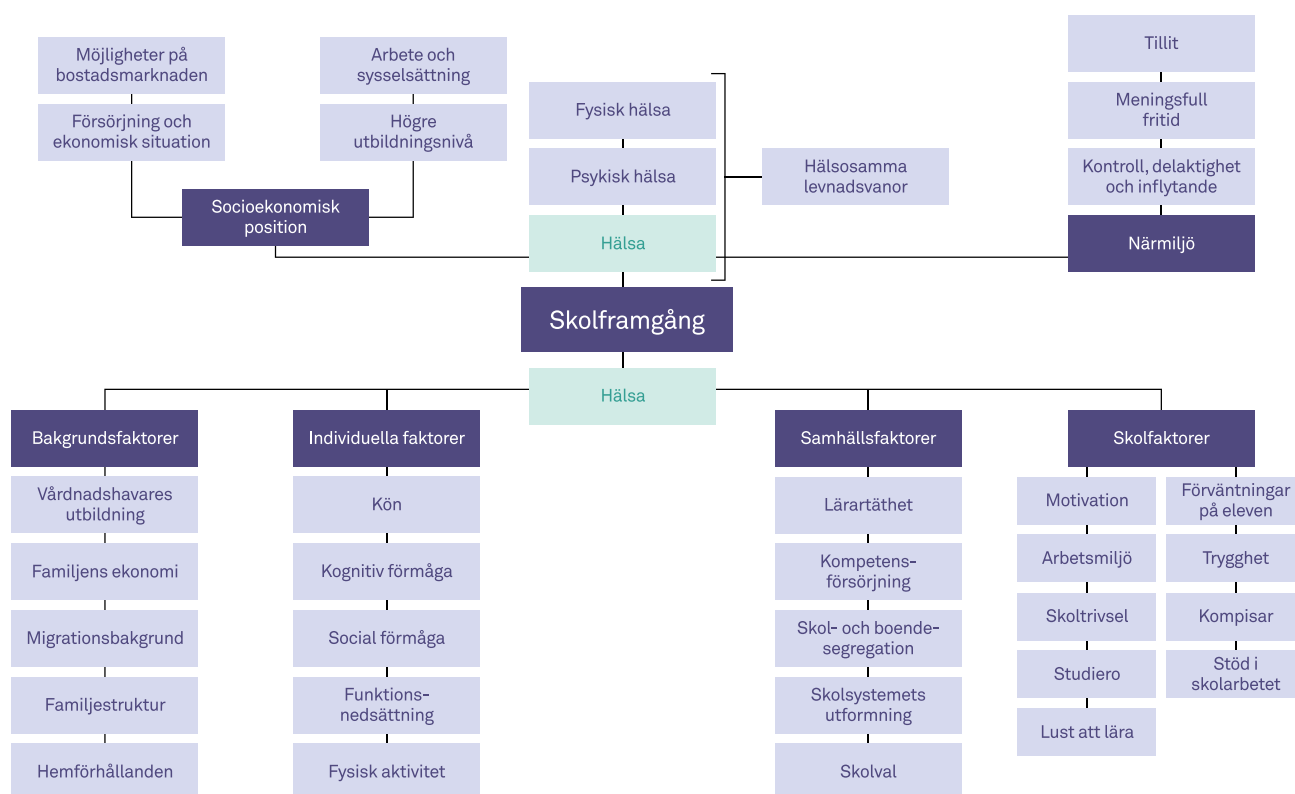 Möjligheter på
bostadsmarknaden
Försörjning och
ekonomisk situation
Arbete och
sysselsättning
Högre
utbildningsnivå
Socioekonomisk
position
Fysisk hälsa
Psykisk hälsa
Hälsa
Hälsosamma
levnadsvanor
Tillit
Meningsfull
fritid
Kontroll, delaktighet
och inflytande
Närmiljö
Skolframgång
Hälsa
Bakgrundsfaktorer
Vårdnadshavares
utbildning
Familjens ekonomi
Migrationsbakgrund
Familjestruktur
Hemförhållanden
Individuella faktorer
Kön
Kognitiv förmåga
Social förmåga
Funktions-
nedsättning
Fysisk aktivitet
Samhällsfaktorer
Lärartäthet
Kompetens-
försörjning
Skol- och boende-
segregation
Skolsystemets
utformning
Skolval
Skolfaktorer
Motivation
Arbetsmiljö
Skoltrivsel
Studiero
Lust att lära
Förväntningar
på eleven
Trygghet
Kompisar
Stöd i
skolarbetet